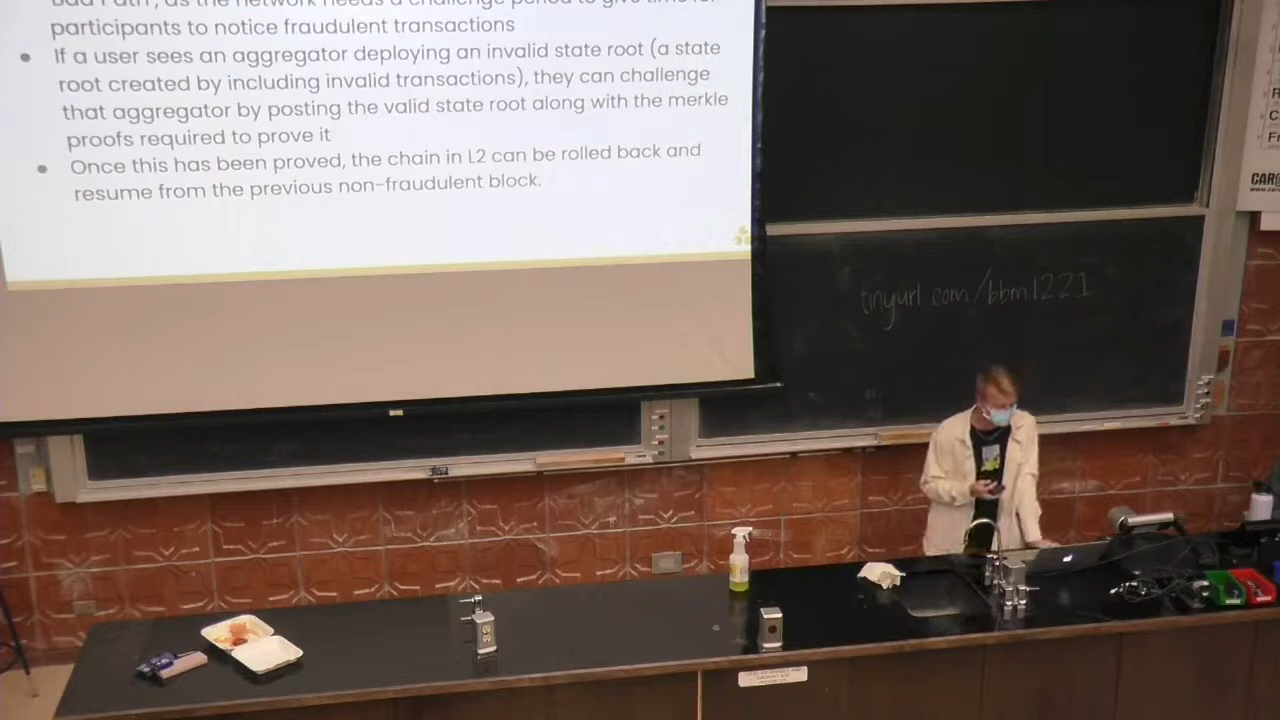 participants to notice fraudulent transactions
● If a user sees an aggregator deploying an invalid state root (a state
root created by including invalid transactions), they can challenge
that aggregator by posting the valid state root along with the merkle
proofs required to prove it
● Once this has been proved, the chain in L2 can be rolled back and
resume from the previous non-fraudulent block.
tinyurl.com/bbm1221